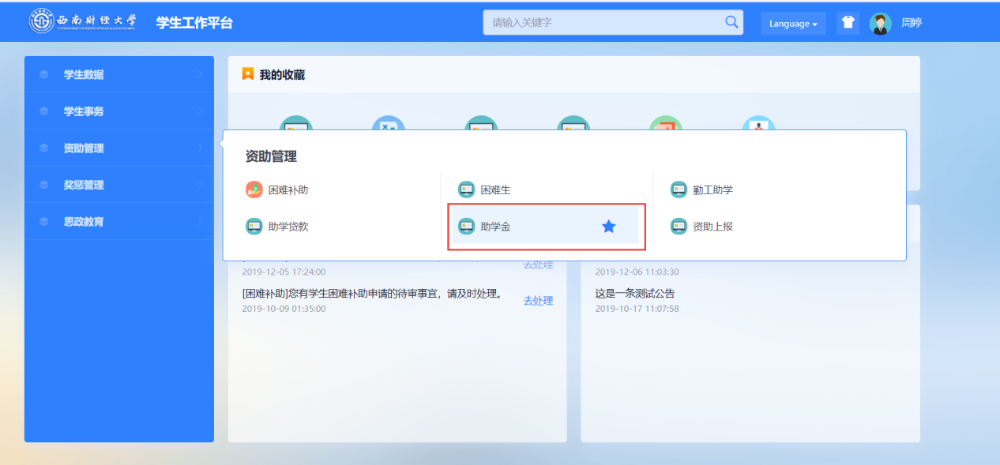 西南财经大学
学生工作平台
请输入关键字
Language
周婷
学生数据
学生事务
资助管理
奖惩管理
思政教育
我的收藏
资助管理
困难补助
困难生
勤工助学
助学贷款
助学金
资助上报
去处理
2019-12-05 17:24:00
[困难补助]您有学生困难补助申请的待审事宜，请及时处理。
去处理
2019-10-09 01:35:00
2019-12-06 11:03:30
这是一条测试公告
2019-10-17 11:07:58